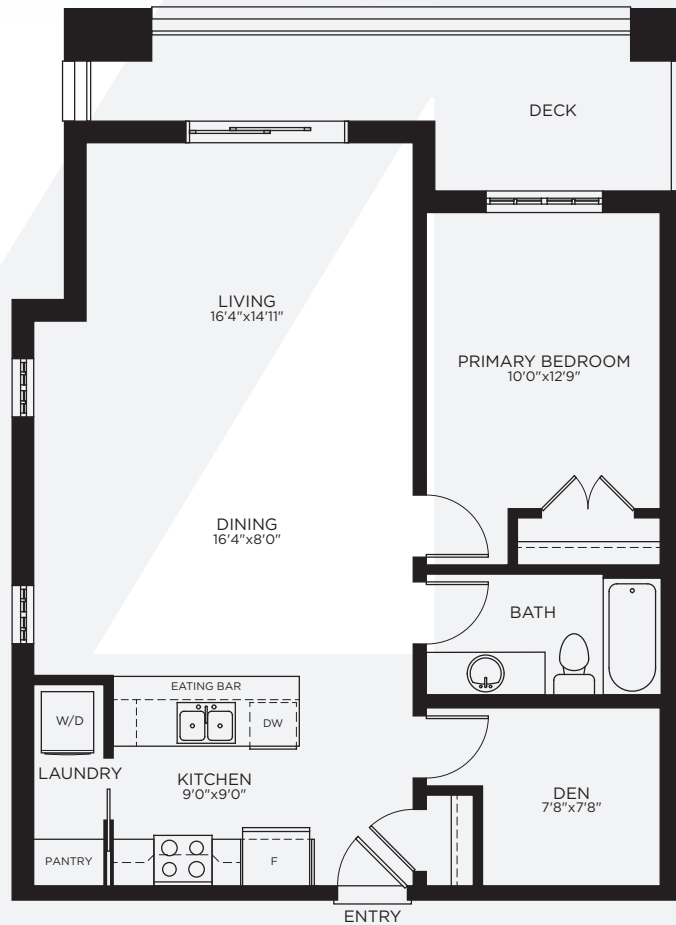 DECK
LIVING
16'4"x14'11"
PRIMARY BEDROOM
10'0"x12'9"
DINING
16'4"x8'0"
BATH
EATING BAR
W/D
DW
LAUNDRY
KITCHEN
9'0"x9'0"
DEN
7'8"x7'8"
PANTRY
F
ENTRY